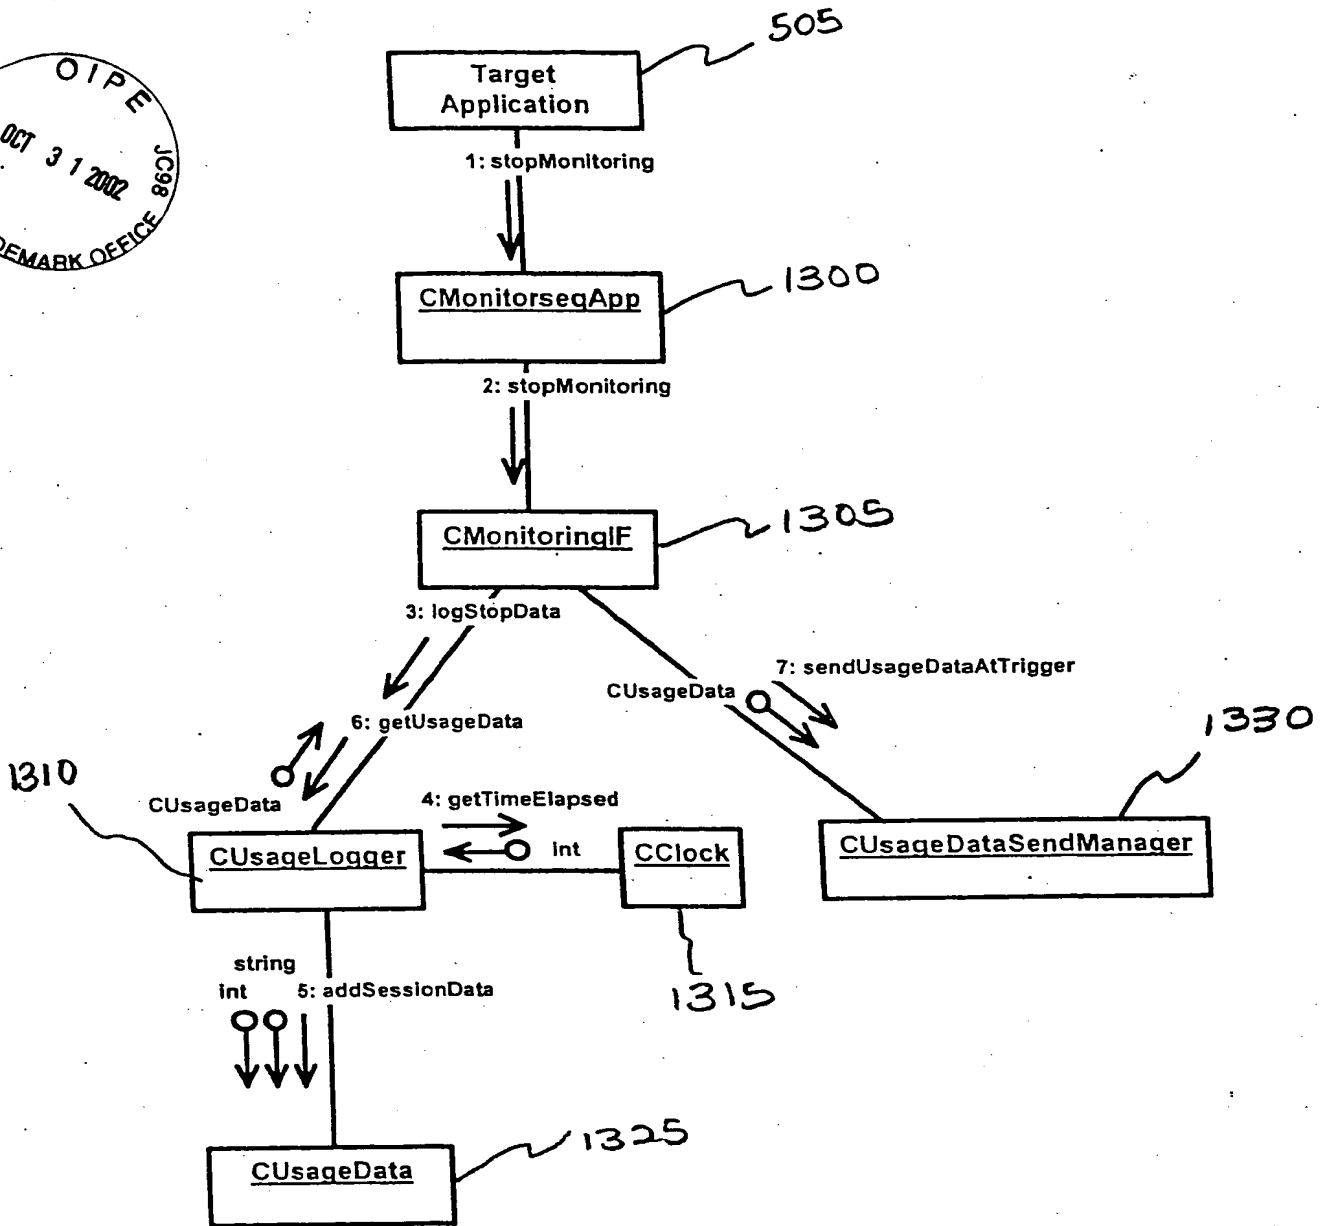 505
OIPE
OCT 31 2002
JC98
DEMARK OFFICE
Target
Application
1: stopMonitoring
1300
CMonitorseqApp
2: stopMonitoring
1305
CMonitoringIF
3: logStopData
7: sendUsageDataAtTrigger
CUsageData
6: getUsageData
1330
1310
CUsageData
4: getTimeElapsed
int
CUsageLogger
CClock
CUsageDataSendManager
string
int
5: addSessionData
1315
1325
CUsageData